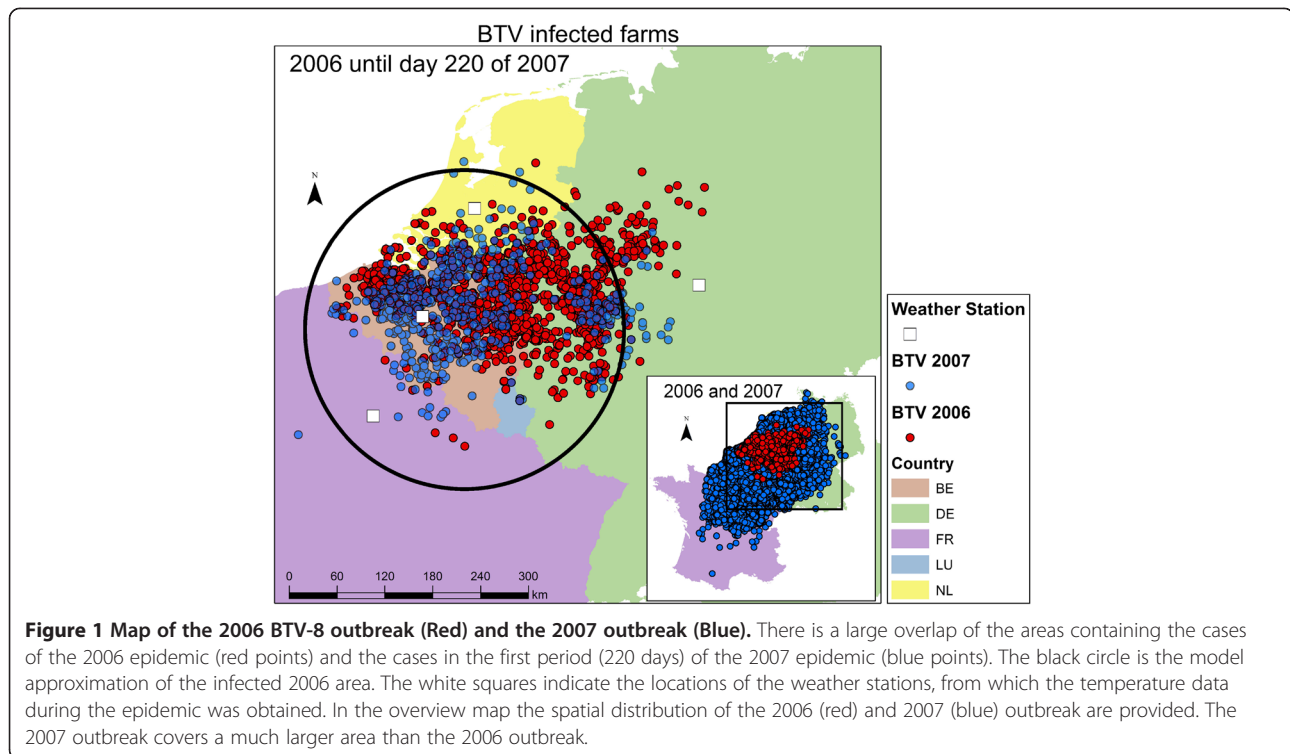 BTV infected farms
2006 until day 220 of 2007
N
2006 and 2007
N
0 60 120 180 240 300
km
Weather Station
BTV 2007
BTV 2006
Country
BE
DE
FR
LU
NL
Figure 1 Map of the 2006 BTV-8 outbreak (Red) and the 2007 outbreak (Blue). There is a large overlap of the areas containing the cases
of the 2006 epidemic (red points) and the cases in the first period (220 days) of the 2007 epidemic (blue points). The black circle is the model
approximation of the infected 2006 area. The white squares indicate the locations of the weather stations, from which the temperature data
during the epidemic was obtained. In the overview map the spatial distribution of the 2006 (red) and 2007 (blue) outbreak are provided. The
2007 outbreak covers a much larger area than the 2006 outbreak.